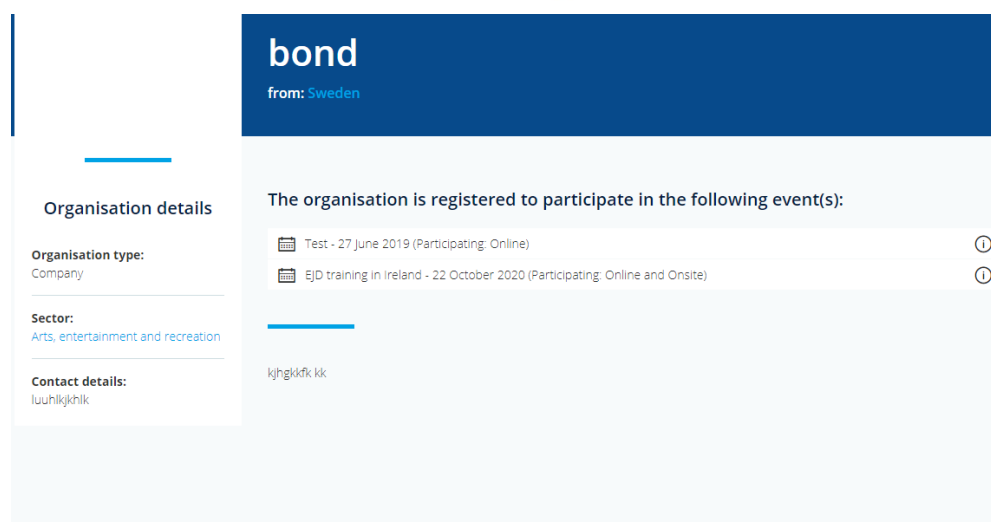 bond
from: Sweden
Organisation details
Organisation type:
Company
Sector:
Arts, entertainment and recreation
Contact details:
luuhlkjkhlk
The organisation is registered to participate in the following event(s):
Test - 27 June 2019 (Participating: Online)
EJD training in Ireland - 22 October 2020 (Participating: Online and Onsite)
kjhgkkfk kk